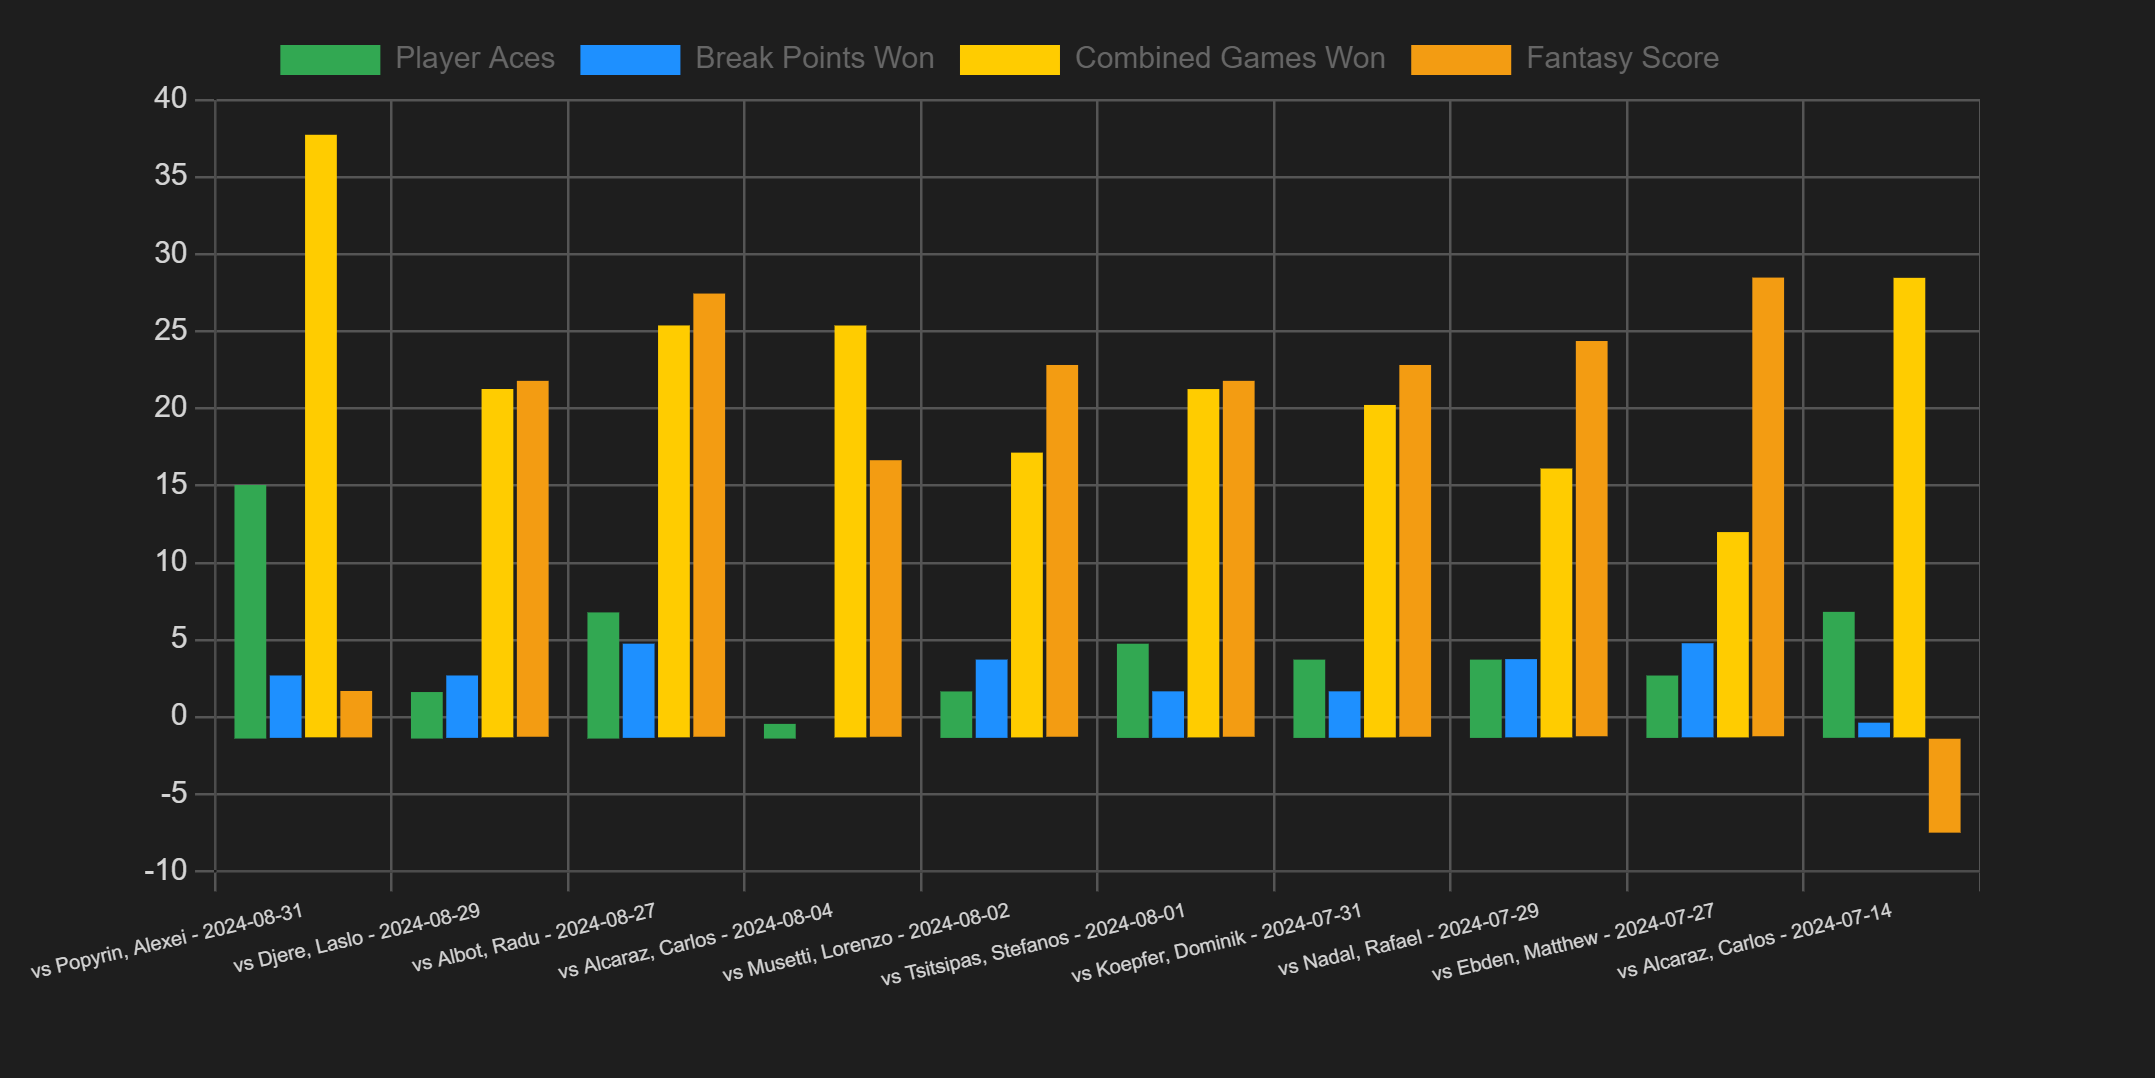 Player Aces Break Points Won Combined Games Won Fantasy Score
40
35
30
25
20
15
10
5
0
-5
-10
vs Popyrin, Alexei - 2024-08-31
vs Djere, Laslo - 2024-08-29
vs Albot, Radu - 2024-08-27
vs Alcaraz, Carlos - 2024-08-04
vs Musetti, Lorenzo - 2024-08-02
vs Tsitsipas, Stefanos - 2024-08-01
vs Koepfer, Dominik - 2024-07-31
vs Nadal, Rafael - 2024-07-29
vs Ebden, Matthew - 2024-07-27
vs Alcaraz, Carlos - 2024-07-14